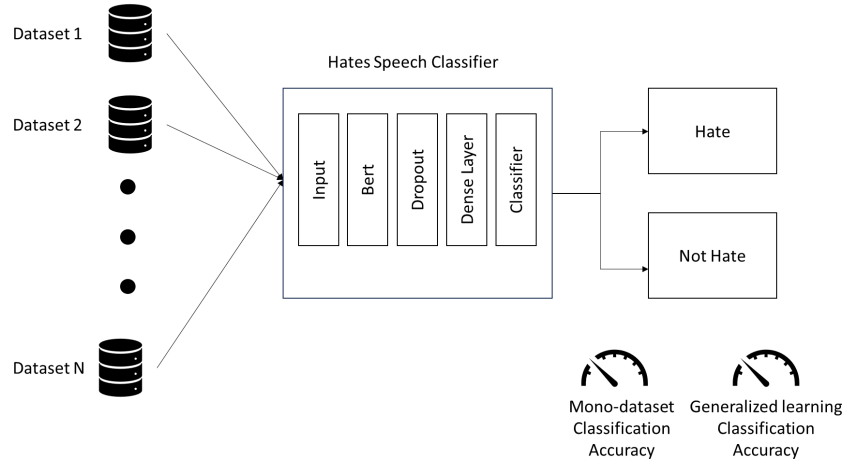 Dataset 1
Dataset 2
Dataset N
Hates Speech Classifier
Input
Bert
Dropout
Dense Layer
Classifier
Hate
Not Hate
Mono-dataset
Classification
Accuracy
Generalized learning
Classification
Accuracy